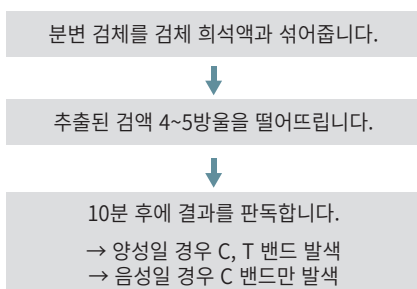 분변 검체를 검체 희석액과 섞어줍니다.
추출된 검액 4~5방울을 떨어뜨립니다.
10분 후에 결과를 판독합니다.
→ 양성일 경우 C, T 밴드 발색
→ 음성일 경우 C 밴드만 발색